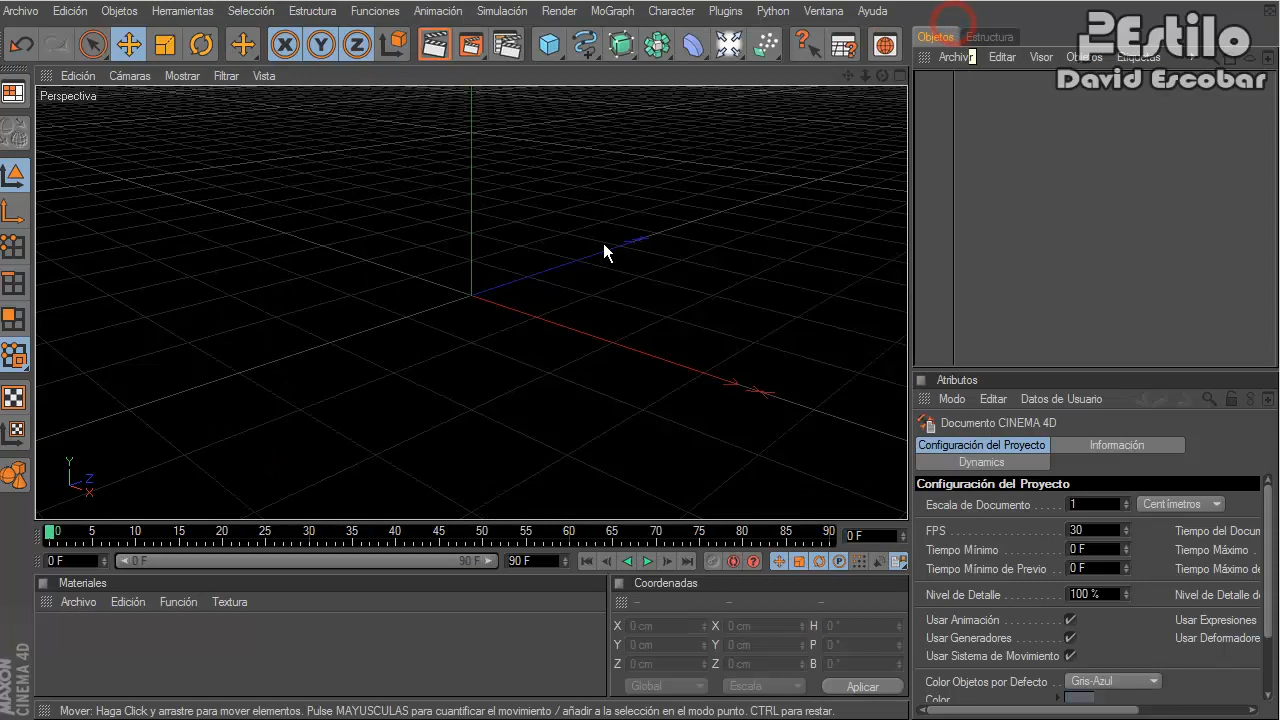 Archivo Edición Objetos Herramientas Selección Estructura Funciones Animación Simulación Render MoGraph Character Plugins Python Ventana Ayuda
X Y Z
Objetos Estructura
Estilo
David Escobar
Archivo Editar Visor Objetos Etiquetas
Edición Cámaras Mostrar Filtrar Vista
Perspectiva
Y
Z
X
Atributos
Modo Editar Datos de Usuario
Documento CINEMA 4D
Configuración del Proyecto Información
Dynamics
Configuración del Proyecto
Escala de Documento 1 Centímetros
FPS 30 Tiempo del Docum
Tiempo Mínimo 0 F Tiempo Máximo
Tiempo Mínimo de Previo 0 F Tiempo Máximo de
Nivel de Detalle 100 % Nivel de Detalle d
Usar Animación Usar Expresiones
Usar Generadores Usar Deformadore
Usar Sistema de Movimiento
Color Objetos por Defecto Gris-Azul
Color
0 5 10 15 20 25 30 35 40 45 50 55 60 65 70 75 80 85 90 0 F
0 F 0 F 90 F 90 F
Materiales
Archivo Edición Función Textura
Coordenadas
X 0 cm X 0 cm H 0 °
Y 0 cm Y 0 cm P 0 °
Z 0 cm Z 0 cm B 0 °
Global Escala Aplicar
MAXON
CINEMA 4D
Mover: Haga Click y arrastre para mover elementos. Pulse MAYUSCULAS para cuantificar el movimiento / añadir a la selección en el modo punto. CTRL para restar.